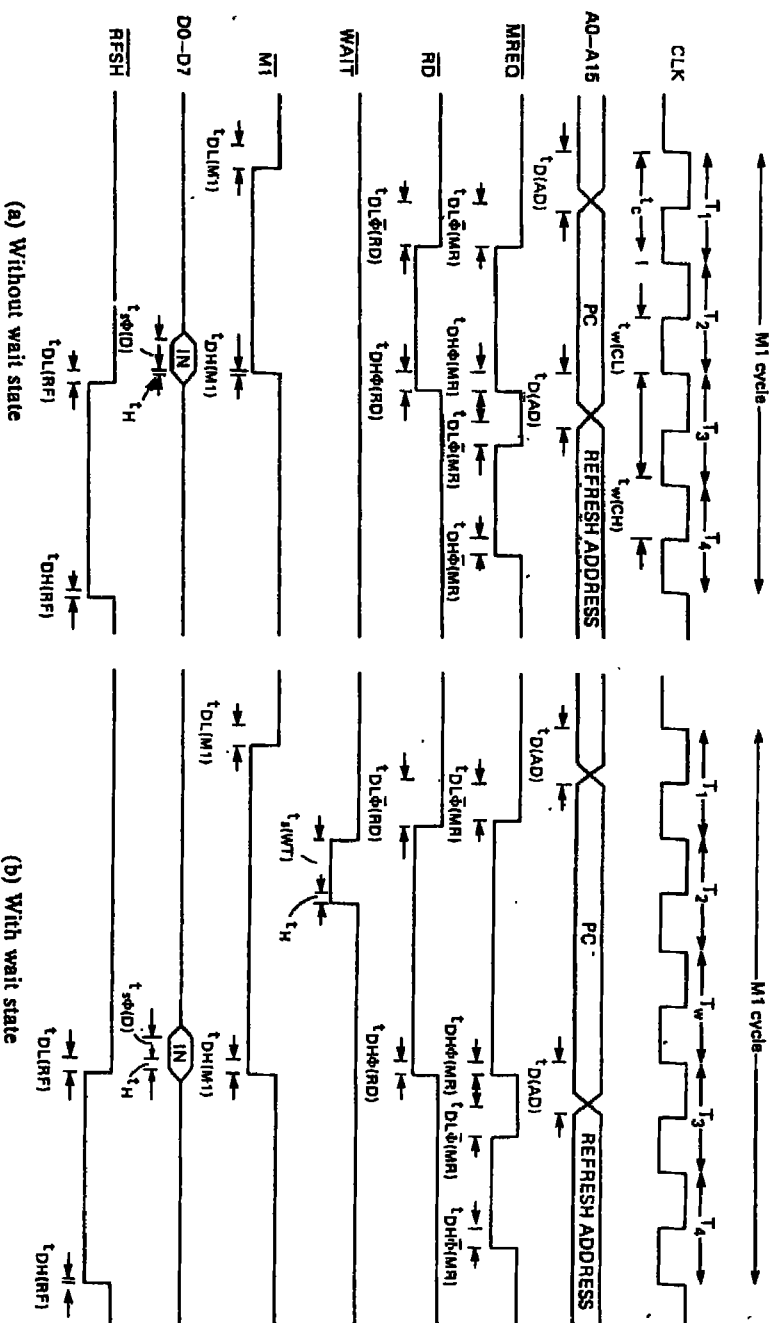 M1 cycle
M1 cycle
T1
T2
T3
T4
T1
T2
Tw
T3
T4
CLK
tc
tw(CL)
tw(CH)
tD(AD)
tD(AD)
tD(AD)
tD(AD)
A0–A15
PC
REFRESH ADDRESS
PC
REFRESH ADDRESS
MREQ
tDLΦ̅(MR)
tDHΦ(MR)
tDLΦ̅(MR)
tDHΦ̅(MR)
tDLΦ̅(MR)
tDHΦ(MR)
tDLΦ̅(MR)
tDHΦ̅(MR)
RD
tDLΦ̅(RD)
tDHΦ(RD)
tDLΦ̅(RD)
tDHΦ(RD)
WAIT
ts(WT)
tH
M1
tDL(M1)
tDH(M1)
tDL(M1)
tDH(M1)
D0–D7
IN
IN
tsΦ(D)
tH
tsΦ(D)
tH
RFSH
tDL(RF)
tDH(RF)
tDL(RF)
tDH(RF)
(a) Without wait state
(b) With wait state